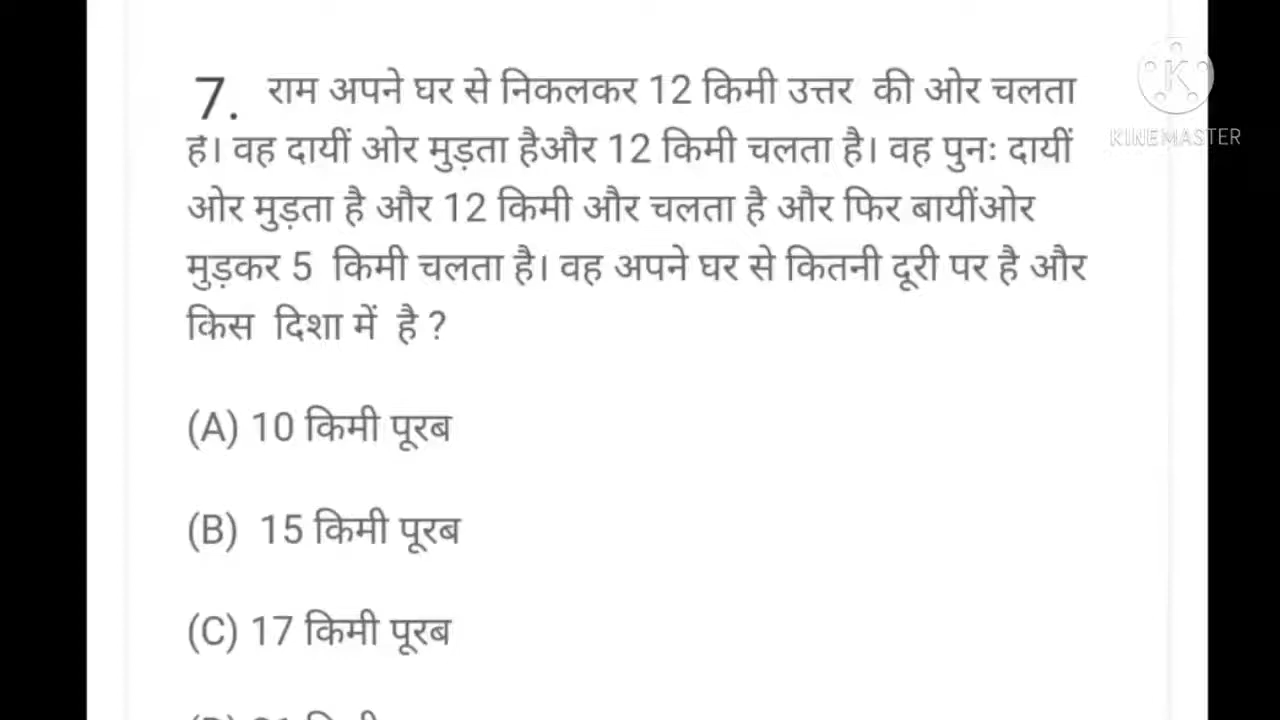 7. राम अपने घर से निकलकर 12 किमी उत्तर की ओर चलता
है। वह दायीं ओर मुड़ता हैऔर 12 किमी चलता है। वह पुनः दायीं
ओर मुड़ता है और 12 किमी और चलता है और फिर बायींओर
मुड़कर 5 किमी चलता है। वह अपने घर से कितनी दूरी पर है और
किस दिशा में है ?
(A) 10 किमी पूरब
(B) 15 किमी पूरब
(C) 17 किमी पूरब
KINEMASTER